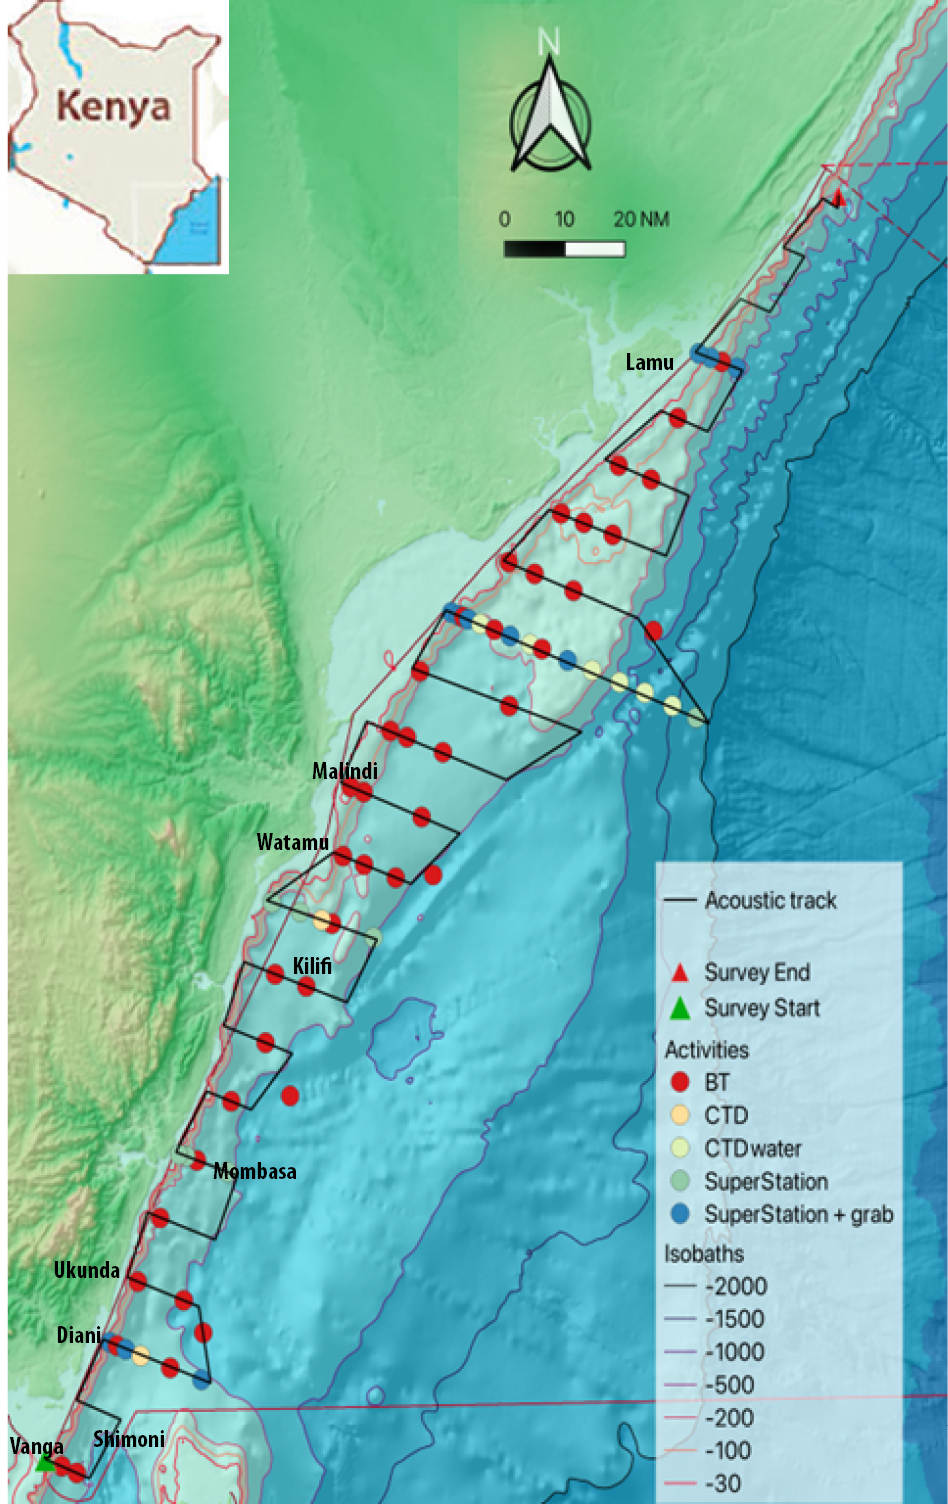 Kenya
N
0 10 20 NM
Lamu
Malindi
Watamu
Kilifi
Mombasa
Ukunda
Diani
Shimoni
Vanga
Acoustic track
Survey End
Survey Start
Activities
BT
CTD
CTD water
SuperStation
SuperStation + grab
Isobaths
-2000
-1500
-1000
-500
-200
-100
-30